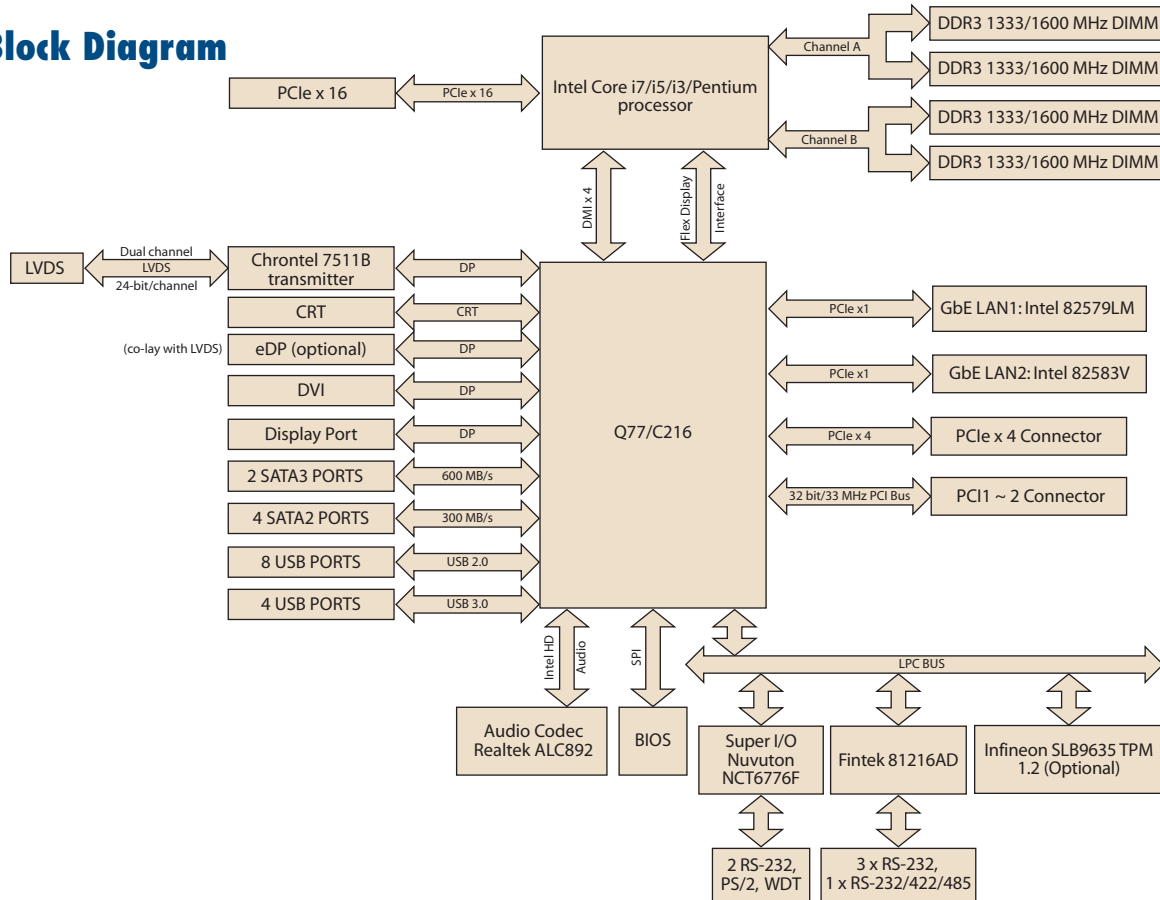 Block Diagram
DDR3 1333/1600 MHz DIMM
DDR3 1333/1600 MHz DIMM
DDR3 1333/1600 MHz DIMM
DDR3 1333/1600 MHz DIMM
Channel A
Channel B
Intel Core i7/i5/i3/Pentium
processor
PCIe x 16
PCIe x 16
DMI x 4
Flex Display
Interface
LVDS
Dual channel
LVDS
24-bit/channel
Chrontel 7511B
transmitter
DP
CRT
CRT
(co-lay with LVDS)
eDP (optional)
DP
DVI
DP
Display Port
DP
2 SATA3 PORTS
600 MB/s
4 SATA2 PORTS
300 MB/s
8 USB PORTS
USB 2.0
4 USB PORTS
USB 3.0
Q77/C216
PCIe x1
GbE LAN1: Intel 82579LM
PCIe x1
GbE LAN2: Intel 82583V
PCIe x 4
PCIe x 4 Connector
32 bit/33 MHz PCI Bus
PCI1 ~ 2 Connector
Intel HD
Audio
SPI
LPC BUS
Audio Codec
Realtek ALC892
BIOS
Super I/O
Nuvuton
NCT6776F
Fintek 81216AD
Infineon SLB9635 TPM
1.2 (Optional)
2 RS-232,
PS/2, WDT
3 x RS-232,
1 x RS-232/422/485